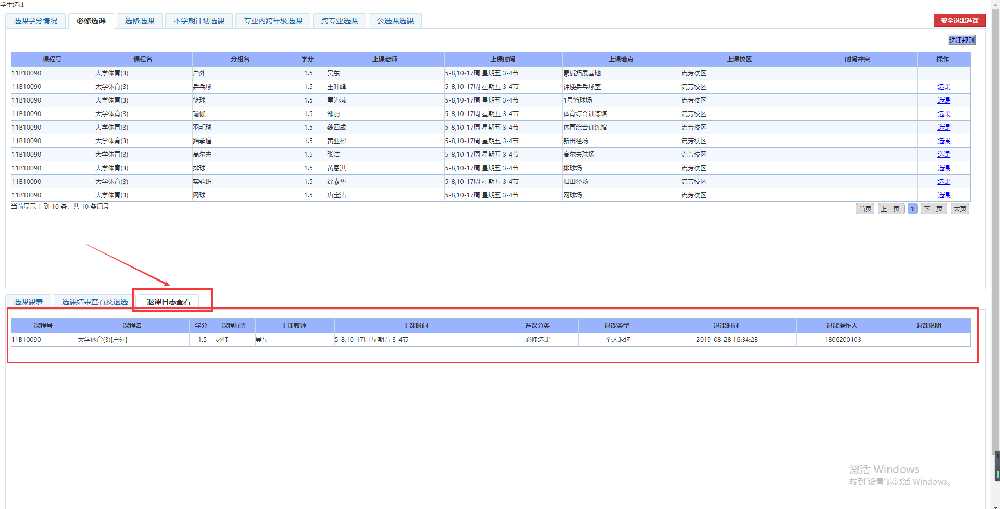 学生选课
选课学分情况 必修选课 选修选课 本学期计划选课 专业内跨年级选课 跨专业选课 公选课选课 安全退出选课
选课规则
课程号 课程名 分组名 学分 上课老师 上课时间 上课地点 上课校区 时间冲突 操作
11B10090 大学体育(3) 户外 1.5 吴东 5-8,10-17周 星期五 3-4节 素质拓展基地 流芳校区
11B10090 大学体育(3) 乒乓球 1.5 王叶峰 5-8,10-17周 星期五 3-4节 钟楼乒乓球室 流芳校区 选课
11B10090 大学体育(3) 篮球 1.5 童为城 5-8,10-17周 星期五 3-4节 1号篮球场 流芳校区 选课
11B10090 大学体育(3) 瑜伽 1.5 邵丽 5-8,10-17周 星期五 3-4节 体育综合训练馆 流芳校区 选课
11B10090 大学体育(3) 羽毛球 1.5 魏四成 5-8,10-17周 星期五 3-4节 体育综合训练馆 流芳校区 选课
11B10090 大学体育(3) 跆拳道 1.5 黄亚彬 5-8,10-17周 星期五 3-4节 新田径场 流芳校区 选课
11B10090 大学体育(3) 高尔夫 1.5 张洁 5-8,10-17周 星期五 3-4节 高尔夫球场 流芳校区 选课
11B10090 大学体育(3) 排球 1.5 黄恩洪 5-8,10-17周 星期五 3-4节 排球场 流芳校区 选课
11B10090 大学体育(3) 实验班 1.5 徐素华 5-8,10-17周 星期五 3-4节 旧田径场 流芳校区 选课
11B10090 大学体育(3) 网球 1.5 唐宝清 5-8,10-17周 星期五 3-4节 网球场 流芳校区 选课
当前显示 1 到 10 条，共 10 条记录 首页 上一页 1 下一页 末页
选课课表 选课结果查看及退选 退课日志查看
课程号 课程名 学分 课程属性 上课教师 上课时间 选课分类 退课类型 退课时间 退课操作人 退课说明
11B10090 大学体育(3)[户外] 1.5 必修 吴东 5-8,10-17周 星期五 3-4节 必修选课 个人退选 2019-08-28 16:34:28 1806200103
激活 Windows
转到"设置"以激活 Windows。